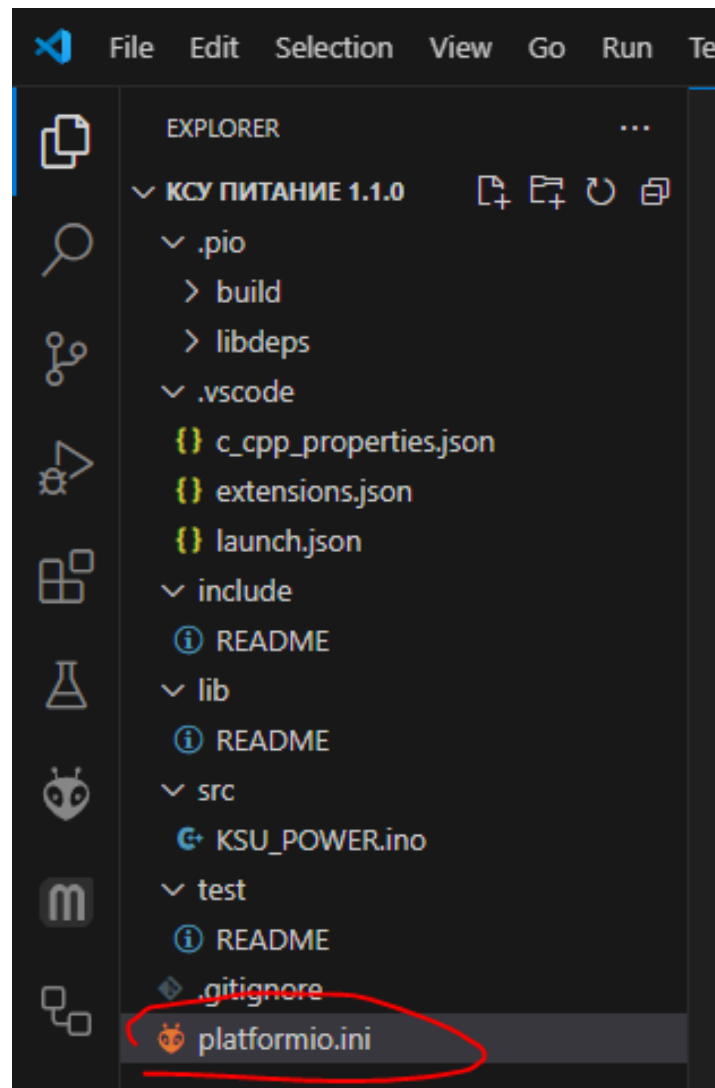 File Edit Selection View Go Run Te
EXPLORER
КСУ ПИТАНИЕ 1.1.0
.pio
build
libdeps
.vscode
{} c_cpp_properties.json
{} extensions.json
{} launch.json
include
README
lib
README
src
KSU_POWER.ino
test
README
.gitignore
platformio.ini